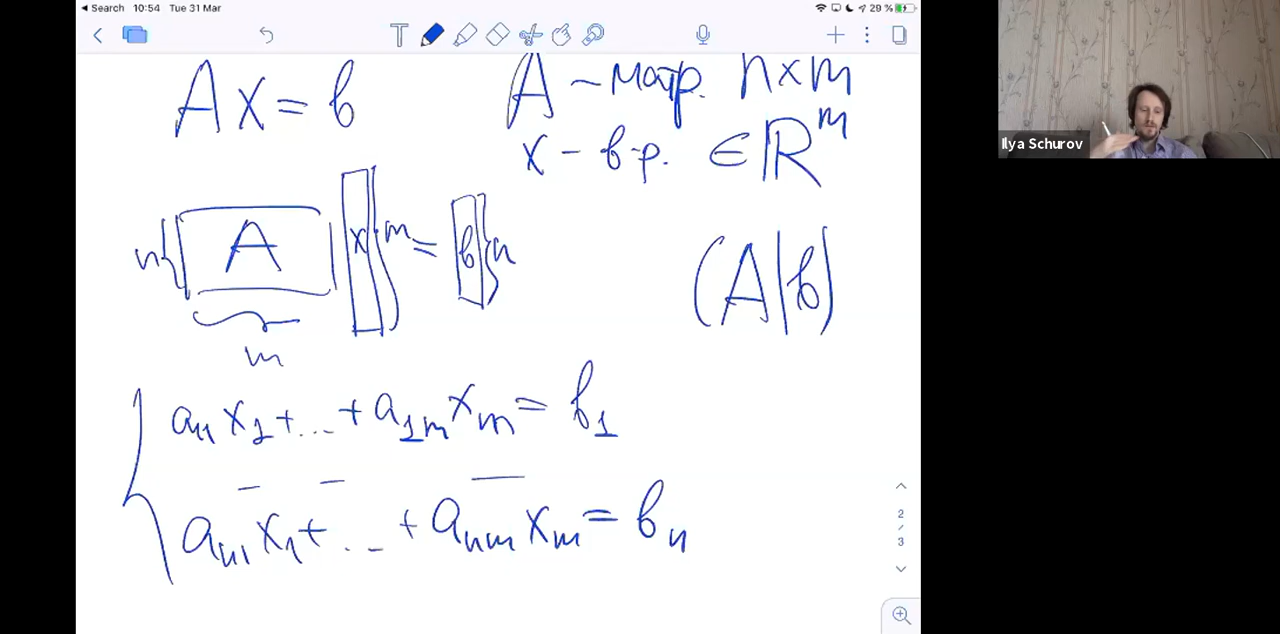 Search 10:54 Tue 31 Mar 29 %
T
Ax = b A – матр. n×m
x – в-р. ∈ ℝᵐ
n{ A x }m = b }n (A|b)
m
a₁₁x₁+...+a₁ₘxₘ = b₁
— — —
aₙ₁x₁+...+aₙₘxₘ = bₙ
2
/
3
Ilya Schurov